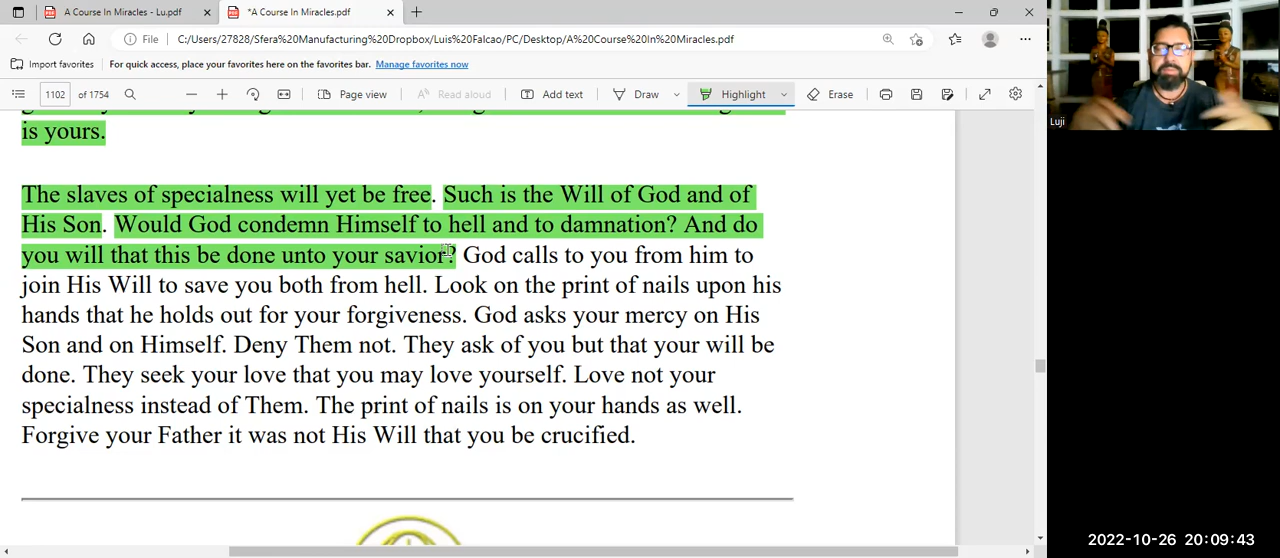 A Course In Miracles - Lu.pdf
*A Course In Miracles.pdf
File
C:/Users/27828/Sfera%20Manufacturing%20Dropbox/Luis%20Falcao/PC/Desktop/A%20Course%20In%20Miracles.pdf
Import favorites
For quick access, place your favorites here on the favorites bar. Manage favorites now
1102 of 1754
Page view
Read aloud
Add text
Draw
Highlight
Erase
is yours.
The slaves of specialness will yet be free. Such is the Will of God and of
His Son. Would God condemn Himself to hell and to damnation? And do
you will that this be done unto your savior? God calls to you from him to
join His Will to save you both from hell. Look on the print of nails upon his
hands that he holds out for your forgiveness. God asks your mercy on His
Son and on Himself. Deny Them not. They ask of you but that your will be
done. They seek your love that you may love yourself. Love not your
specialness instead of Them. The print of nails is on your hands as well.
Forgive your Father it was not His Will that you be crucified.
Luji
2022-10-26 20:09:43